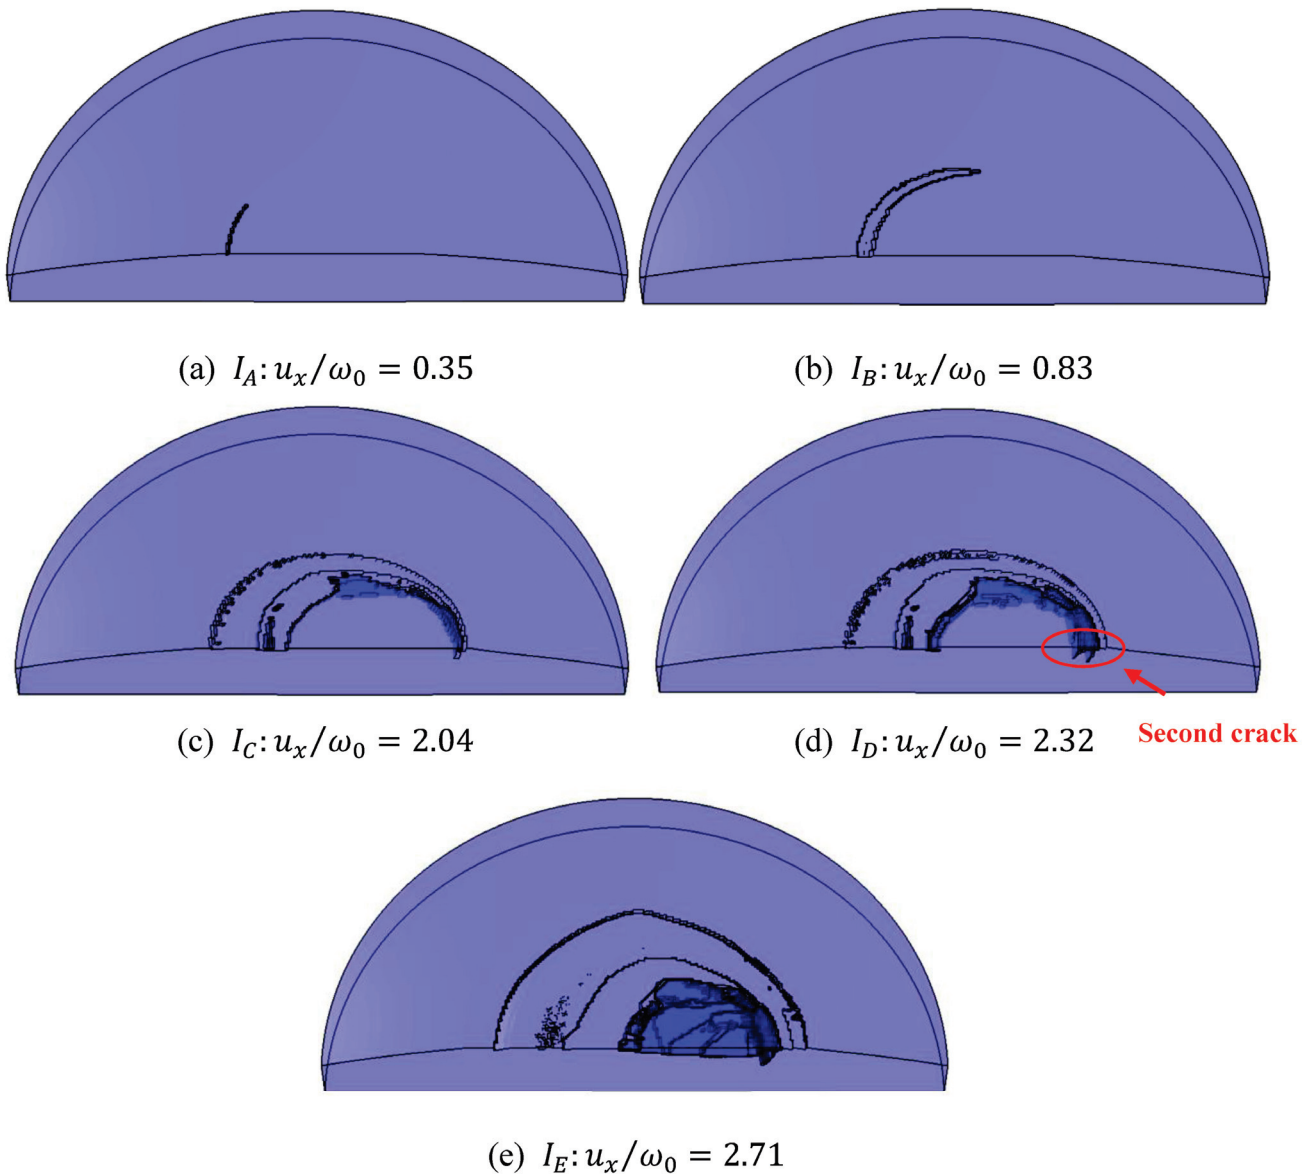 (a) I_A: u_x/ω_0 = 0.35
(b) I_B: u_x/ω_0 = 0.83
(c) I_C: u_x/ω_0 = 2.04
(d) I_D: u_x/ω_0 = 2.32
Second crack
(e) I_E: u_x/ω_0 = 2.71